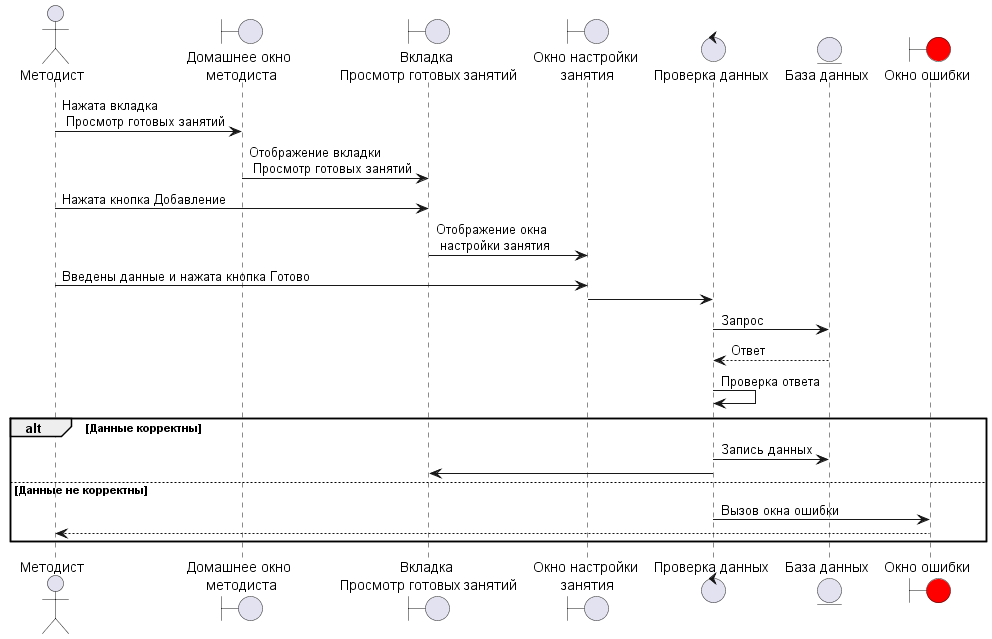 Методист
Домашнее окно
методиста
Вкладка
Просмотр готовых занятий
Окно настройки
занятия
Проверка данных
База данных
Окно ошибки
Нажата вкладка
Просмотр готовых занятий
Отображение вкладки
Просмотр готовых занятий
Нажата кнопка Добавление
Отображение окна
настройки занятия
Введены данные и нажата кнопка Готово
Запрос
Ответ
Проверка ответа
alt [Данные корректны]
Запись данных
[Данные не корректны]
Вызов окна ошибки
Методист
Домашнее окно
методиста
Вкладка
Просмотр готовых занятий
Окно настройки
занятия
Проверка данных
База данных
Окно ошибки